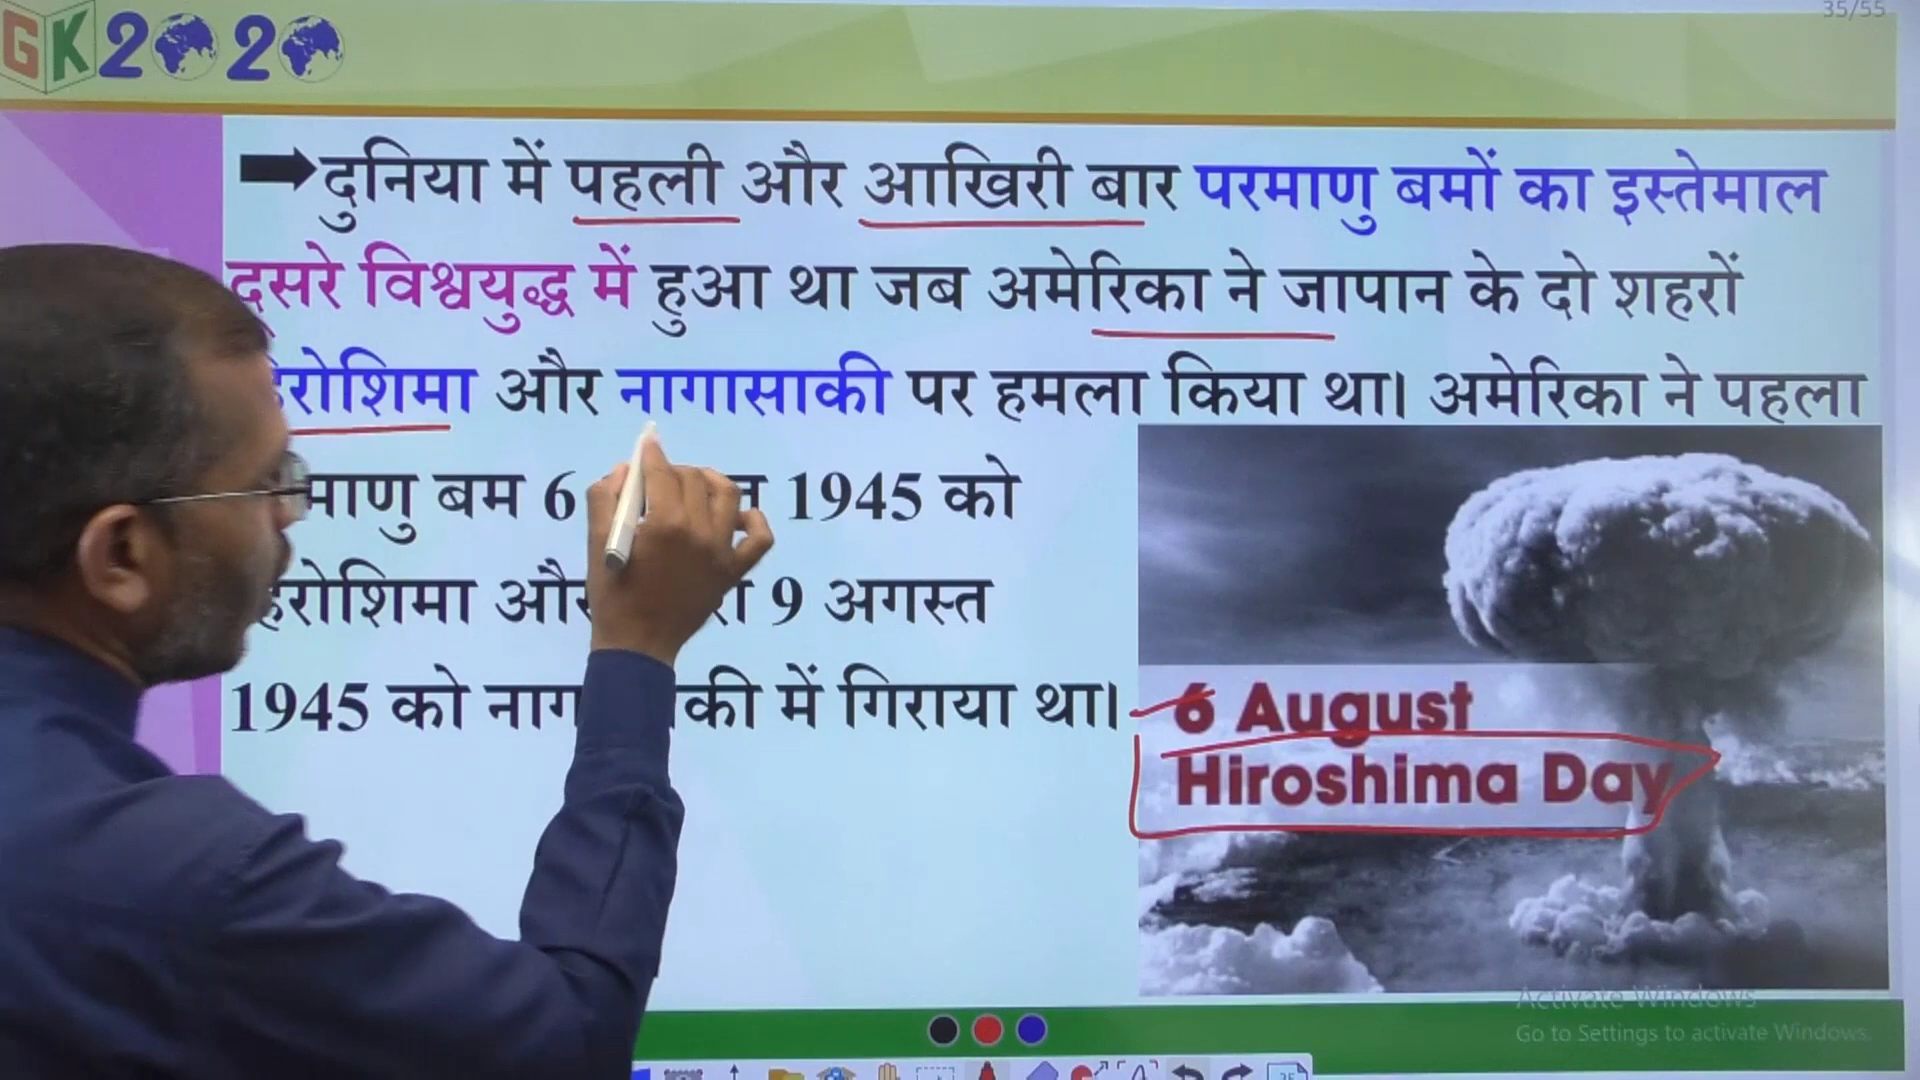 35/55
GK2020
दुनिया में पहली और आखिरी बार परमाणु बमों का इस्तेमाल
दूसरे विश्वयुद्ध में हुआ था जब अमेरिका ने जापान के दो शहरों
और नागासाकी पर हमला किया था। अमेरिका ने पहला
बम 6 1945 को
9 अगस्त
1945 को में गिराया था।
6 August
Hiroshima Day
Activate Windows
Go to Settings to activate Windows.
35